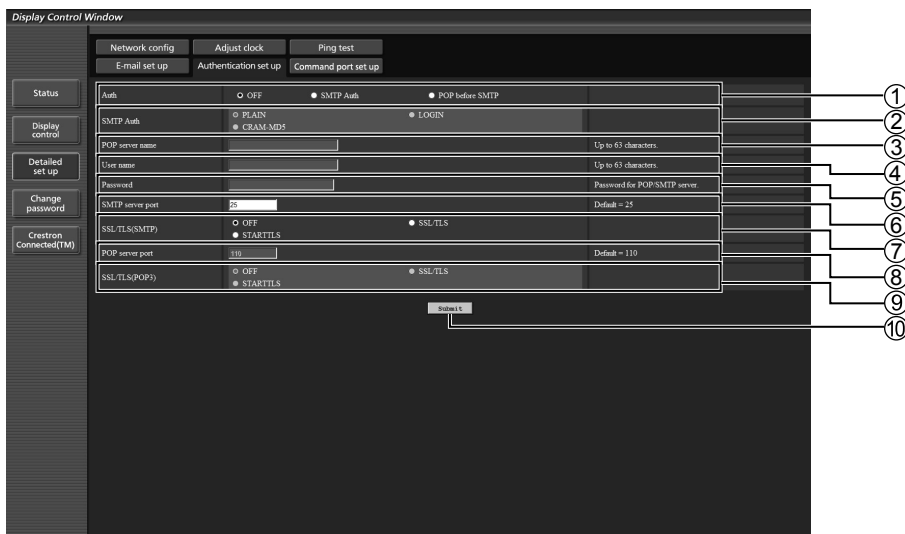 Display Control Window
Network config Adjust clock Ping test
E-mail set up Authentication set up Command port set up
Status
Display control
Detailed set up
Change password
Crestron Connected(TM)
Auth OFF SMTP Auth POP before SMTP ①
SMTP Auth PLAIN LOGIN ②
CRAM-MD5
POP server name Up to 63 characters. ③
User name Up to 63 characters. ④
Password Password for POP/SMTP server. ⑤
SMTP server port 25 Default = 25 ⑥
SSL/TLS(SMTP) OFF SSL/TLS ⑦
STARTTLS
POP server port 110 Default = 110 ⑧
SSL/TLS(POP3) OFF SSL/TLS ⑨
STARTTLS
Submit ⑩